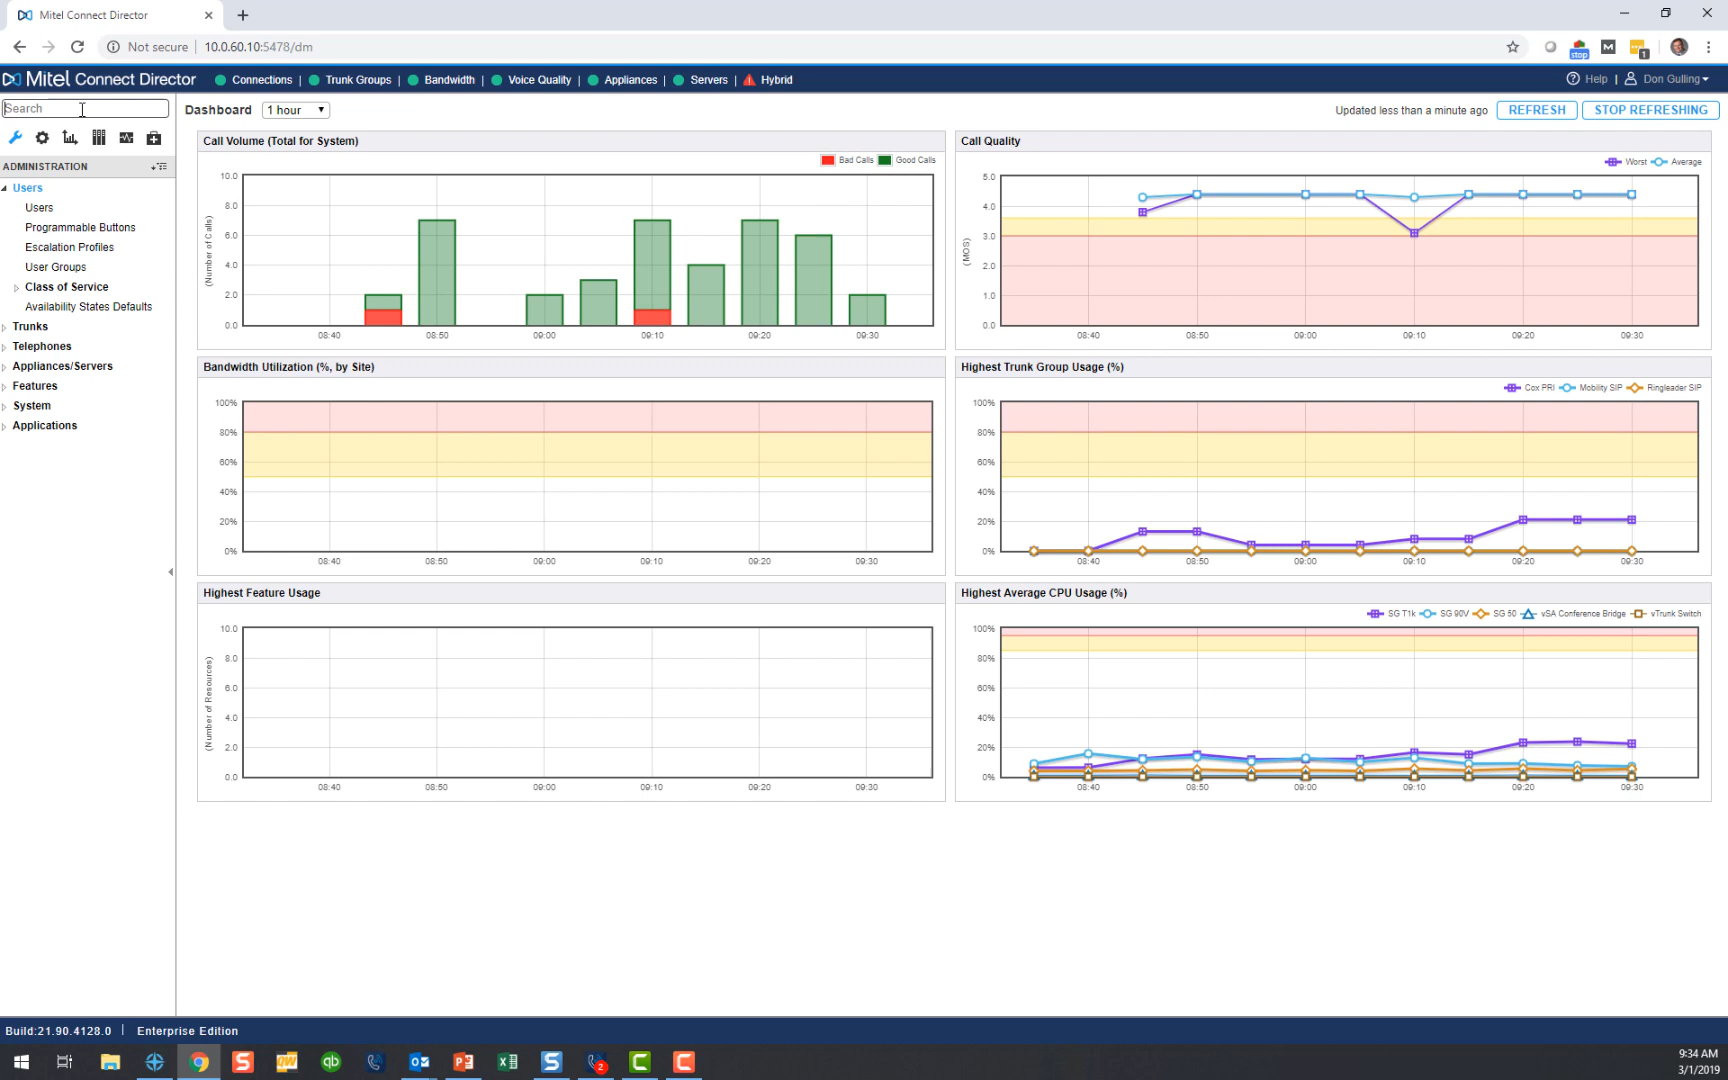 Mitel Connect Director
Not secure
10.0.60.10:5478/dm
stop
M
1
Mitel Connect Director
Connections | Trunk Groups | Bandwidth | Voice Quality | Appliances | Servers | Hybrid
Help | Don Gulling
Search
Dashboard
1 hour
Updated less than a minute ago
REFRESH
STOP REFRESHING
ADMINISTRATION
Users
Users
Programmable Buttons
Escalation Profiles
User Groups
Class of Service
Availability States Defaults
Trunks
Telephones
Appliances/Servers
Features
System
Applications
Call Volume (Total for System)
Bad Calls Good Calls
(Number of Calls)
10.0
8.0
6.0
4.0
2.0
0.0
08:40 08:50 09:00 09:10 09:20 09:30
Call Quality
Worst Average
(MOS)
5.0
4.0
3.0
2.0
1.0
0.0
08:40 08:50 09:00 09:10 09:20 09:30
Bandwidth Utilization (%, by Site)
100%
80%
60%
40%
20%
0%
08:40 08:50 09:00 09:10 09:20 09:30
Highest Trunk Group Usage (%)
Cox PRI Mobility SIP Ringleader SIP
100%
80%
60%
40%
20%
0%
08:40 08:50 09:00 09:10 09:20 09:30
Highest Feature Usage
(Number of Resources)
10.0
8.0
6.0
4.0
2.0
0.0
08:40 08:50 09:00 09:10 09:20 09:30
Highest Average CPU Usage (%)
SG T1k SG 90V SG 50 vSA Conference Bridge vTrunk Switch
100%
80%
60%
40%
20%
0%
08:40 08:50 09:00 09:10 09:20 09:30
Build:21.90.4128.0 | Enterprise Edition
S
QW
qb
2
9:34 AM
3/1/2019